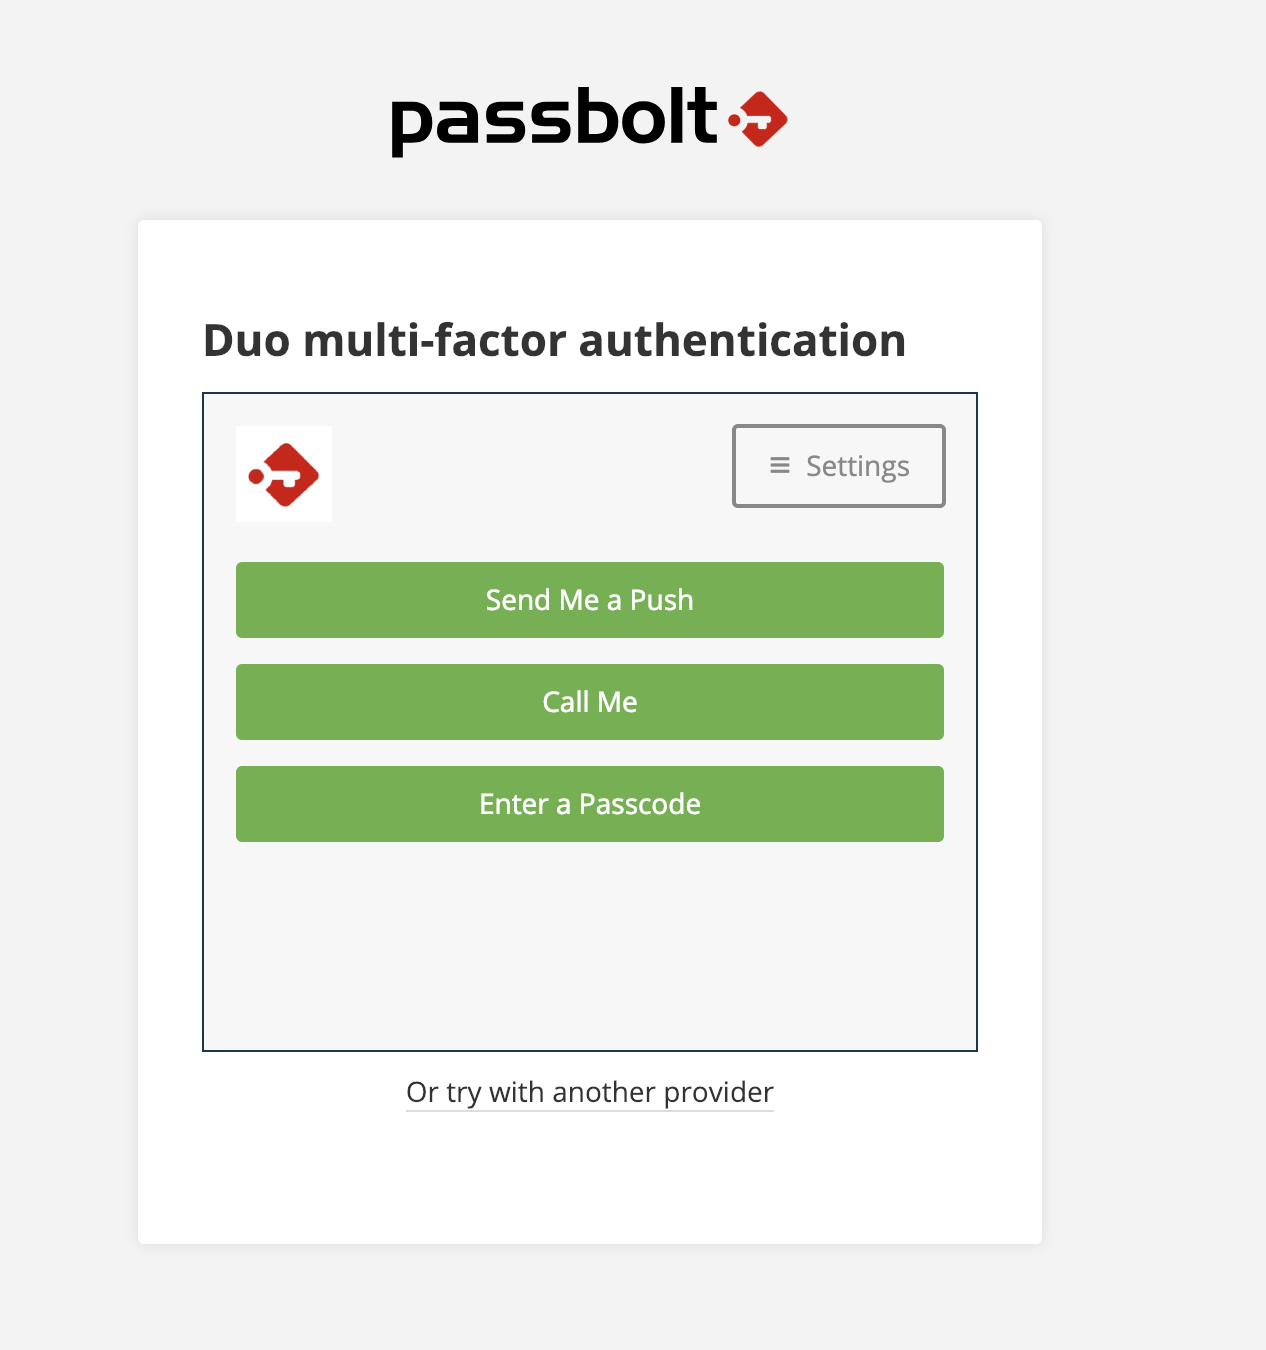 passbolt
Duo multi-factor authentication
Settings
Send Me a Push
Call Me
Enter a Passcode
Or try with another provider